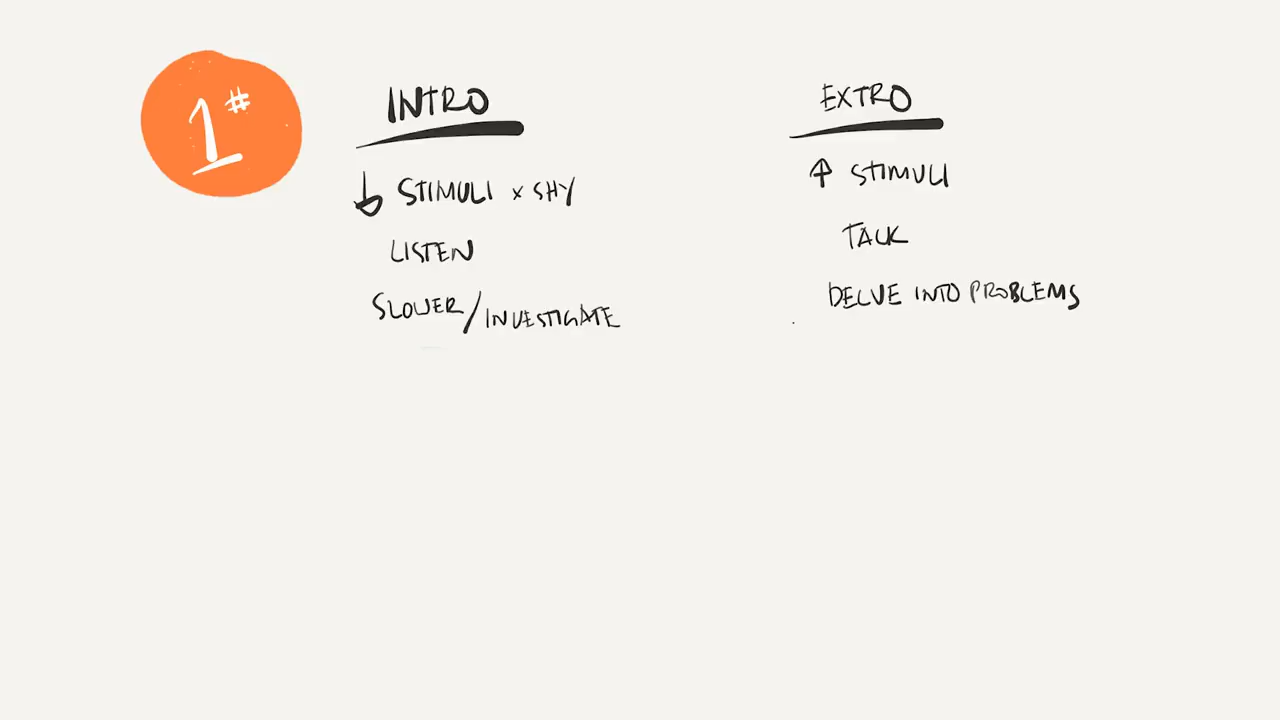 1#
INTRO
↓ STIMULI x SHY
LISTEN
SLOWER/INVESTIGATE
EXTRO
↑ STIMULI
TALK
DELVE INTO PROBLEMS